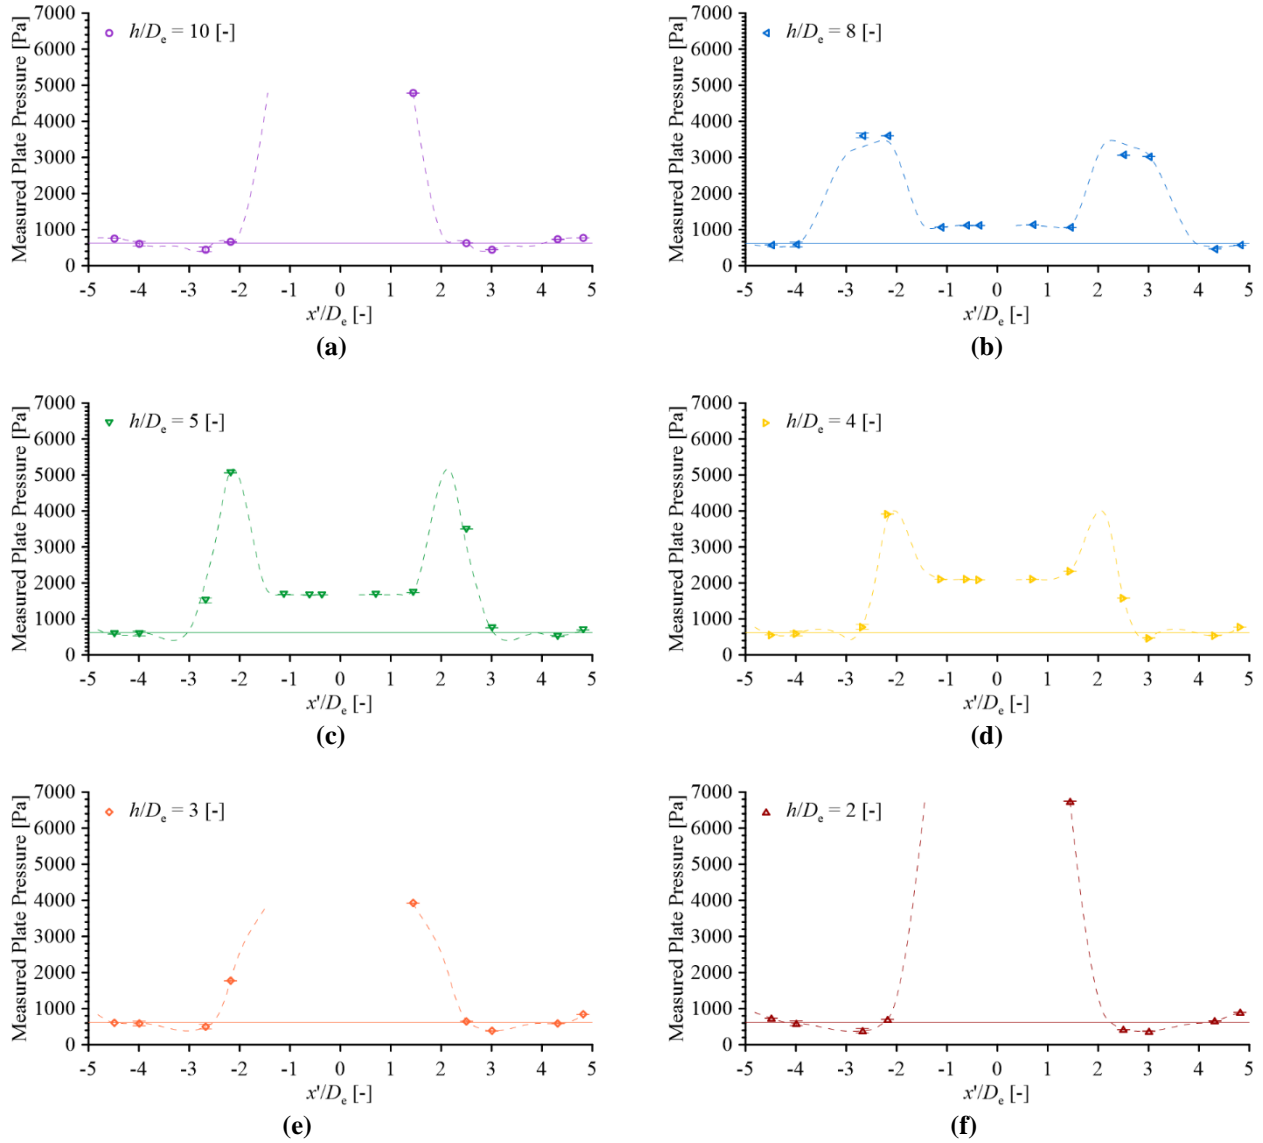 Measured Plate Pressure [Pa]
7000
6000
5000
4000
3000
2000
1000
0
h/Dₑ = 10 [-]
-5 -4 -3 -2 -1 0 1 2 3 4 5
x'/Dₑ [-]
(a)
Measured Plate Pressure [Pa]
7000
6000
5000
4000
3000
2000
1000
0
h/Dₑ = 8 [-]
-5 -4 -3 -2 -1 0 1 2 3 4 5
x'/Dₑ [-]
(b)
Measured Plate Pressure [Pa]
7000
6000
5000
4000
3000
2000
1000
0
h/Dₑ = 5 [-]
-5 -4 -3 -2 -1 0 1 2 3 4 5
x'/Dₑ [-]
(c)
Measured Plate Pressure [Pa]
7000
6000
5000
4000
3000
2000
1000
0
h/Dₑ = 4 [-]
-5 -4 -3 -2 -1 0 1 2 3 4 5
x'/Dₑ [-]
(d)
Measured Plate Pressure [Pa]
7000
6000
5000
4000
3000
2000
1000
0
h/Dₑ = 3 [-]
-5 -4 -3 -2 -1 0 1 2 3 4 5
x'/Dₑ [-]
(e)
Measured Plate Pressure [Pa]
7000
6000
5000
4000
3000
2000
1000
0
h/Dₑ = 2 [-]
-5 -4 -3 -2 -1 0 1 2 3 4 5
x'/Dₑ [-]
(f)